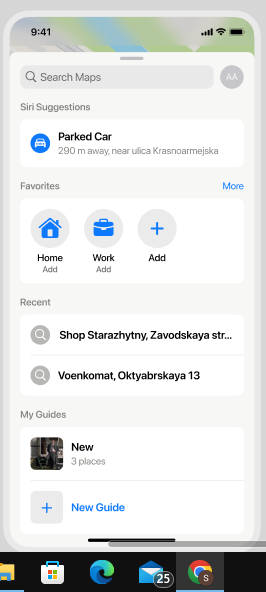 9:41
Search Maps
AA
Siri Suggestions
Parked Car
290 m away, near ulica Krasnoarmejska
Favorites
More
Home
Add
Work
Add
Add
Recent
Shop Starazhytny, Zavodskaya str...
Voenkomat, Oktyabrskaya 13
My Guides
New
3 places
New Guide
25
S